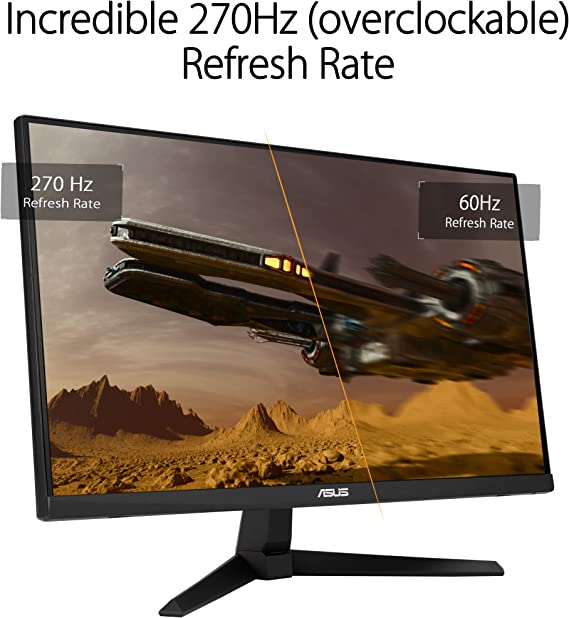 Incredible 270Hz (overclockable)
Refresh Rate
270 Hz
Refresh Rate
60Hz
Refresh Rate
ASUS